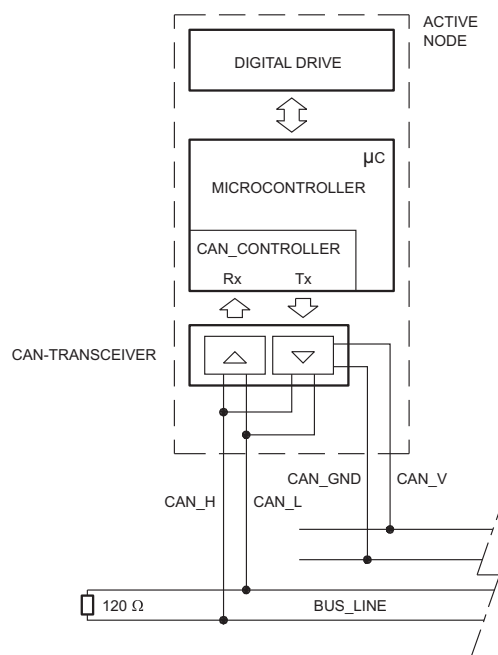 ACTIVE
NODE
DIGITAL DRIVE
µC
MICROCONTROLLER
CAN_CONTROLLER
Rx Tx
CAN-TRANSCEIVER
CAN_H CAN_L CAN_GND CAN_V
120 Ω BUS_LINE